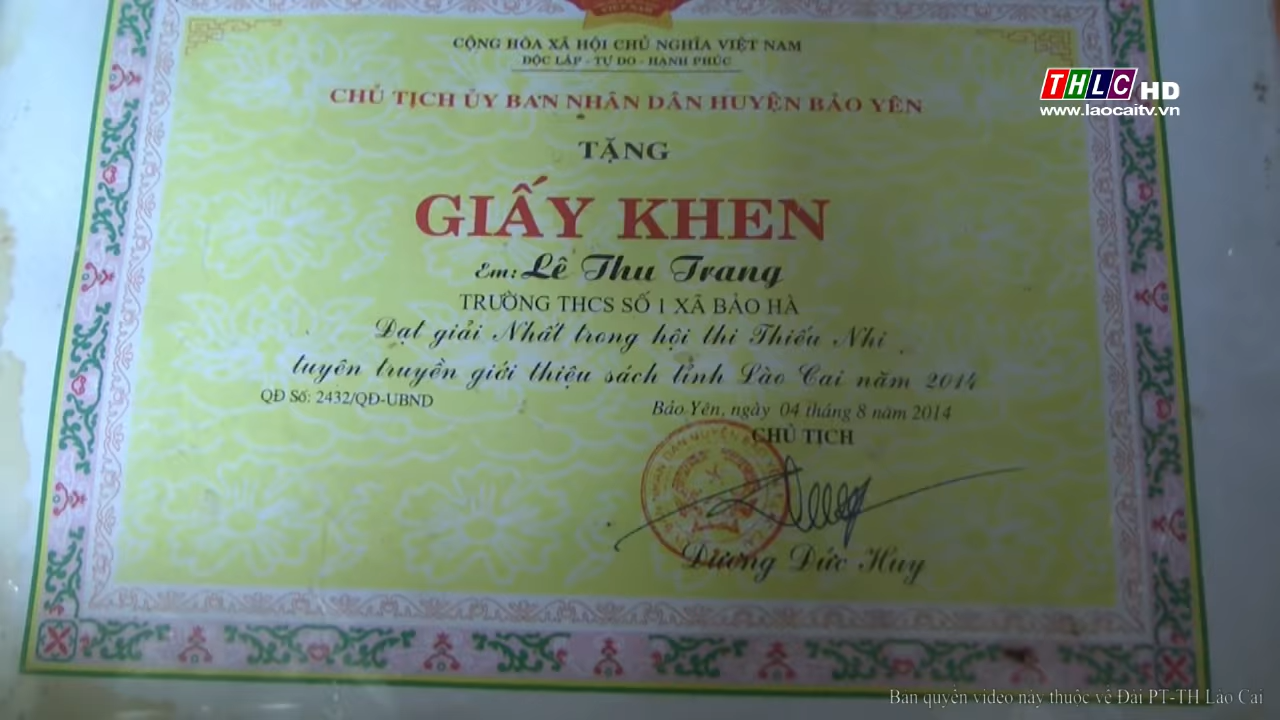 VIỆT NAM
CỘNG HÒA XÃ HỘI CHỦ NGHĨA VIỆT NAM
ĐỘC LẬP - TỰ DO - HẠNH PHÚC
THLC HD
www.laocaitv.vn
CHỦ TỊCH ỦY BAN NHÂN DÂN HUYỆN BẢO YÊN
TẶNG
GIẤY KHEN
Em: Lê Thu Trang
TRƯỜNG THCS SỐ 1 XÃ BẢO HÀ
Đạt giải Nhất trong hội thi Thiếu Nhi
tuyên truyền giới thiệu sách tỉnh Lào Cai năm 2014
QĐ Số: 2432/QĐ-UBND
Bảo Yên, ngày 04 tháng 8 năm 2014
CHỦ TỊCH
Dương Đức Huy
Bản quyền video này thuộc về Đài PT-TH Lào Cai